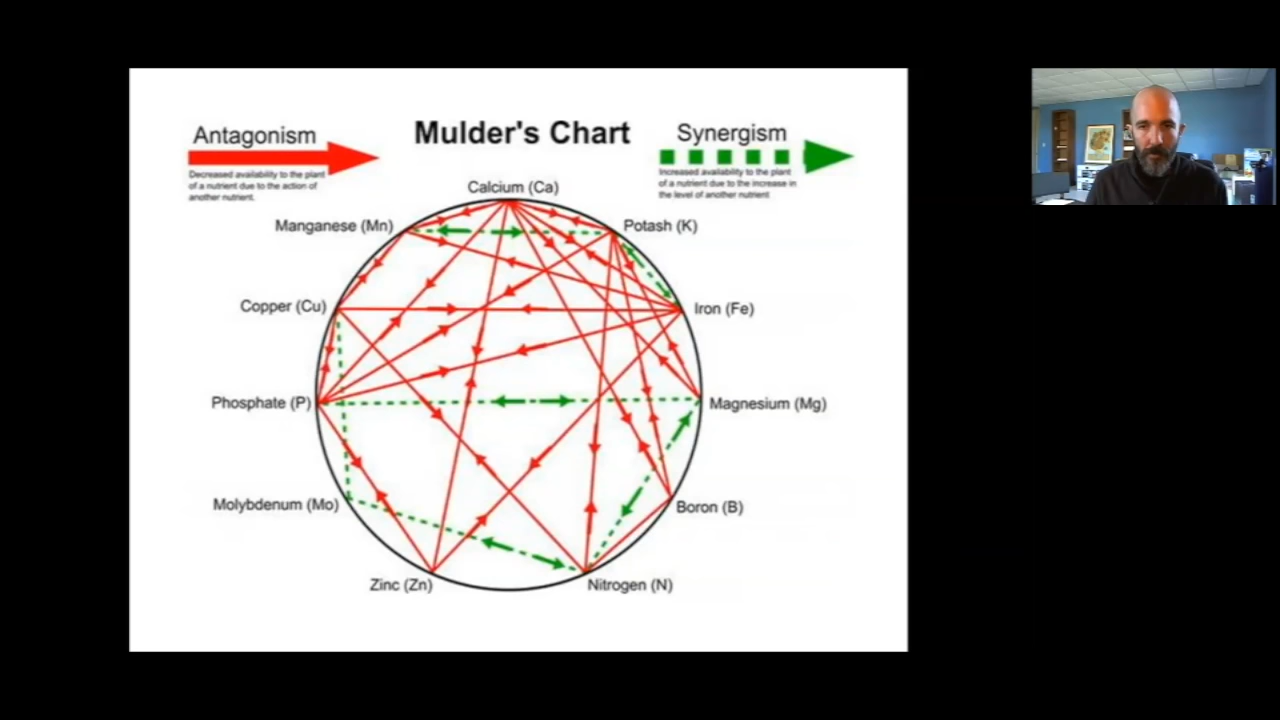 Mulder's Chart
Antagonism
Decreased availability to the plant
of a nutrient due to the action of
another nutrient.
Synergism
Increased availability to the plant
of a nutrient due to the increase in
the level of another nutrient
Calcium (Ca)
Manganese (Mn)
Potash (K)
Copper (Cu)
Iron (Fe)
Phosphate (P)
Magnesium (Mg)
Molybdenum (Mo)
Boron (B)
Zinc (Zn)
Nitrogen (N)